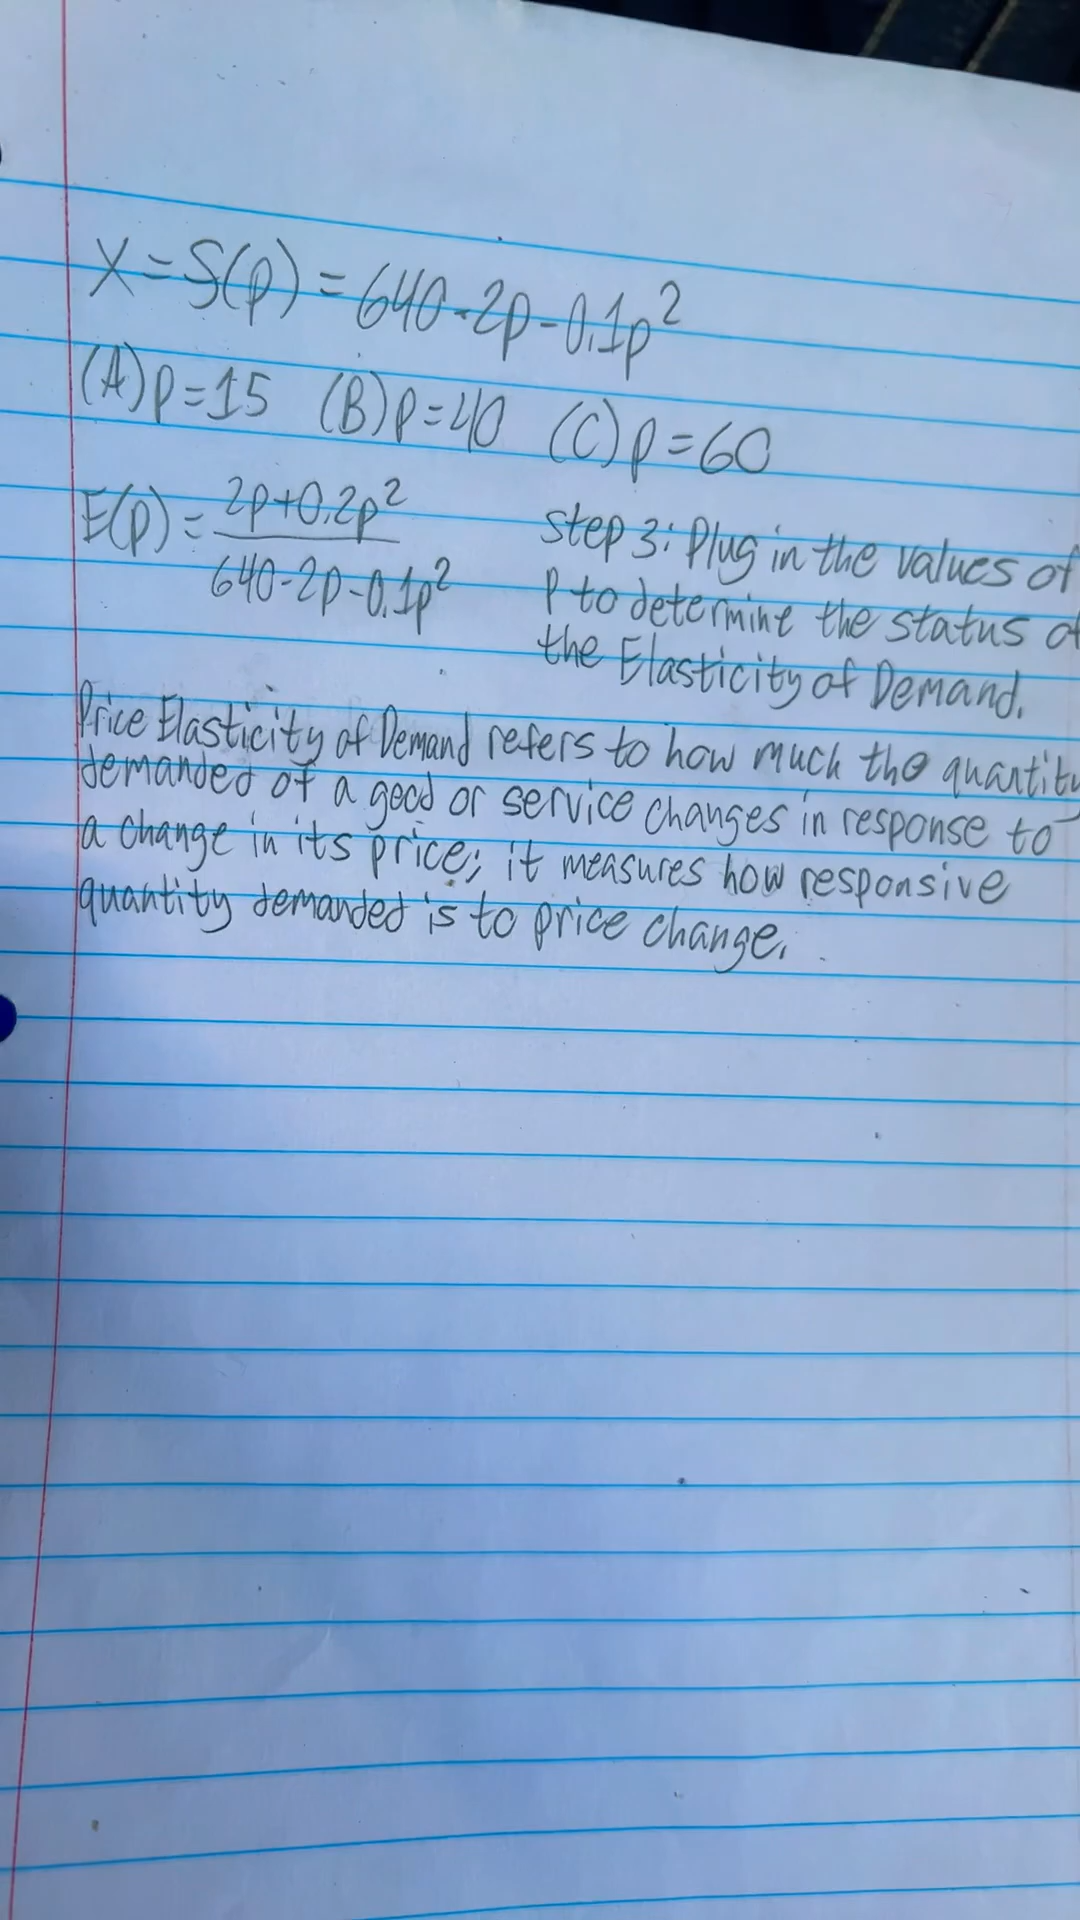 X=S(p)=640-2p-0.1p²
(A)p=15 (B)p=40 (C)p=60
E(p)=2p+0.2p²/640-2p-0.1p²
step 3: Plug in the values of
P to determine the status of
the Elasticity of Demand.
Price Elasticity of Demand refers to how much the quantity
demanded of a good or service changes in response to
a change in its price; it measures how responsive
quantity demanded is to price change.